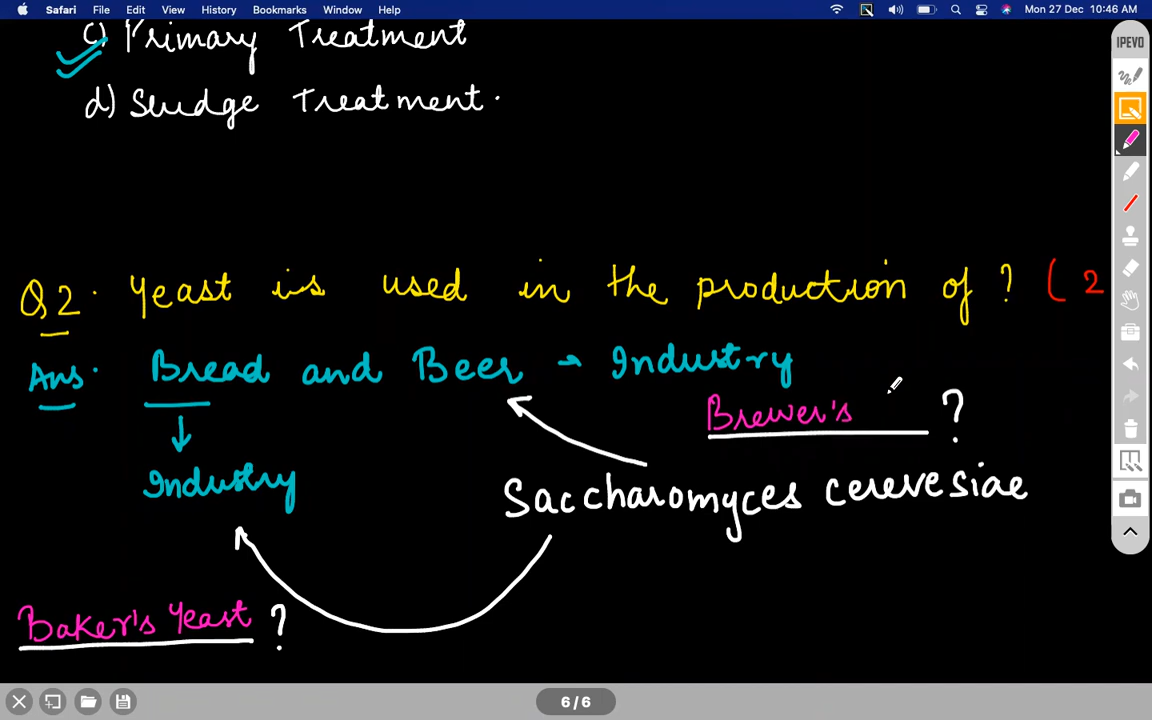 Safari File Edit View History Bookmarks Window Help Mon 27 Dec 10:46 AM
IPEVO
c) Primary Treatment
d) Sludge Treatment.
Q2. Yeast is used in the production of ? ( 2
Ans. Bread and Beer → Industry
Brewer's ?
Industry
Saccharomyces cerevesiae
Baker's Yeast ?
6/6